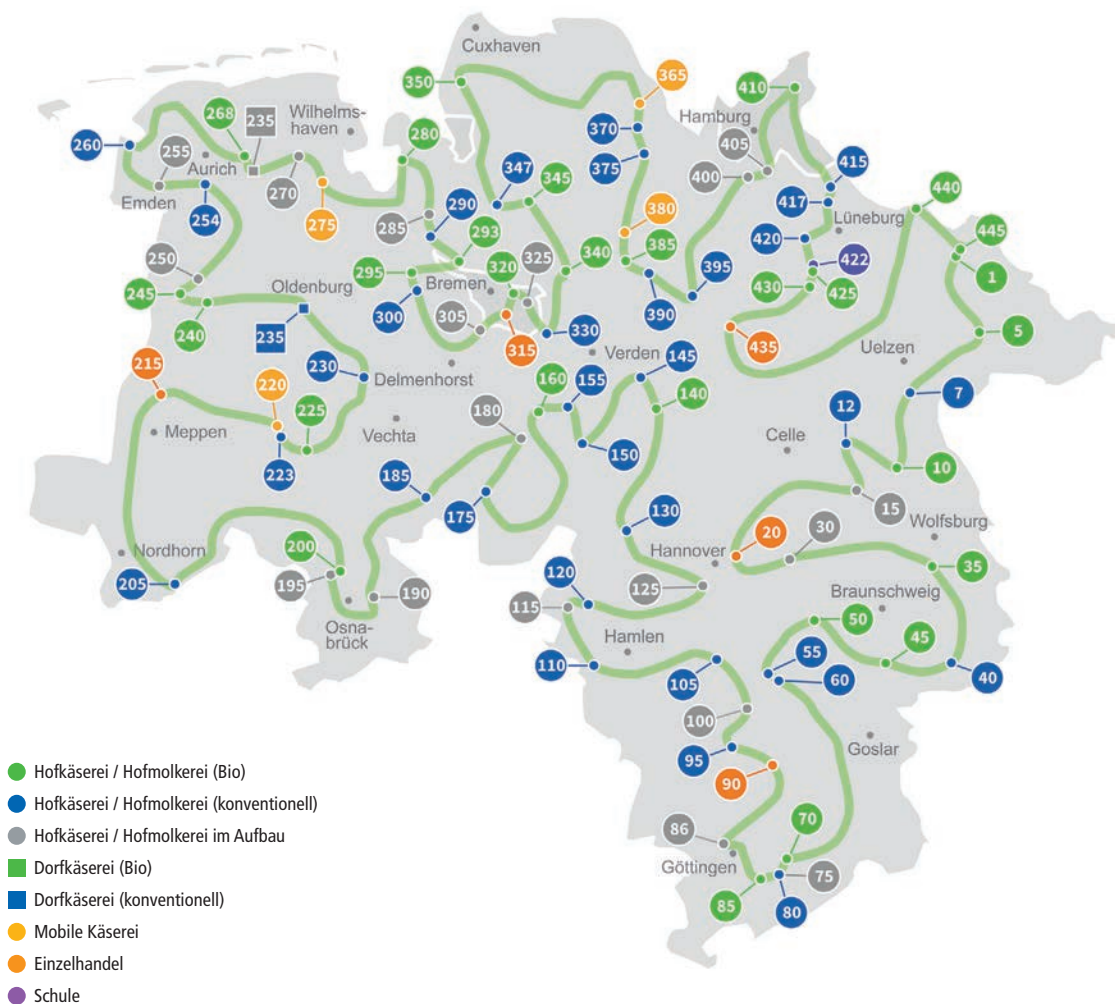 Cuxhaven
350
365
410
268
235
Wilhelms-
haven
280
370
Hamburg
405
260
255
Aurich
375
400
415
Emden
254
270
275
347
345
290
285
380
417
Lüneburg
440
250
293
385
420
422
445
245
295
320
325
340
395
430
425
1
240
Oldenburg
Bremen
300
305
315
330
390
435
5
235
Uelzen
215
230
Delmenhorst
Verden
145
220
225
160
155
140
12
7
Meppen
Vechta
180
Celle
223
185
150
10
175
130
15
Wolfsburg
20
30
Nordhorn
200
Hannover
35
205
195
190
120
125
Braunschweig
115
50
45
Osna-
brück
Hamlen
55
60
40
110
105
100
Goslar
95
90
70
86
Göttingen
75
85
80
Hofkäserei / Hofmolkerei (Bio)
Hofkäserei / Hofmolkerei (konventionell)
Hofkäserei / Hofmolkerei im Aufbau
Dorfkäserei (Bio)
Dorfkäserei (konventionell)
Mobile Käserei
Einzelhandel
Schule